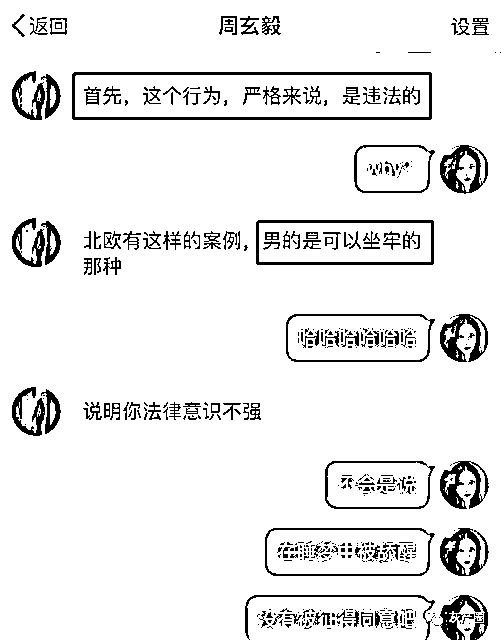 返回
周玄毅
设置
首先，这个行为，严格来说，是违法的
why?
北欧有这样的案例，男的是可以坐牢的
那种
哈哈哈哈哈哈
说明你法律意识不强
不会是说
在睡梦中被舔醒
没有被征得同意吧